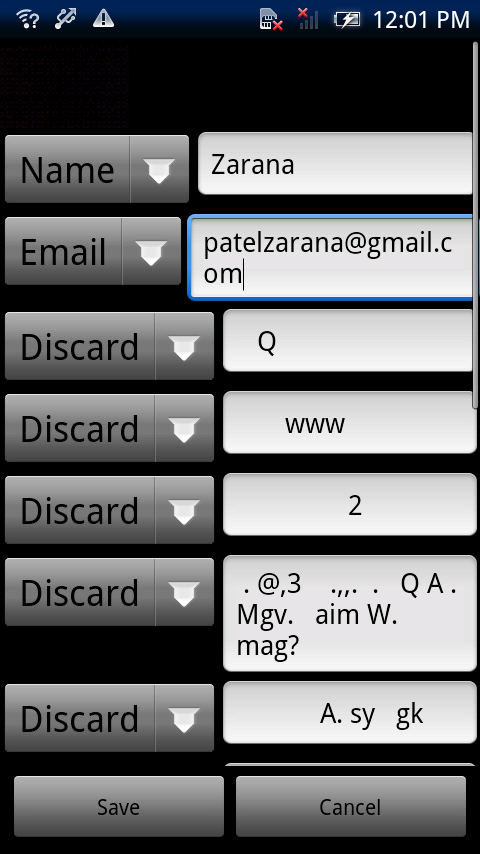 12:01 PM
Name Zarana
Email patelzarana@gmail.c
om
Discard Q
Discard www
Discard 2
Discard . @,3 .,,. . Q A .
Mgv. aim W.
mag?
Discard A. sy gk
Save Cancel